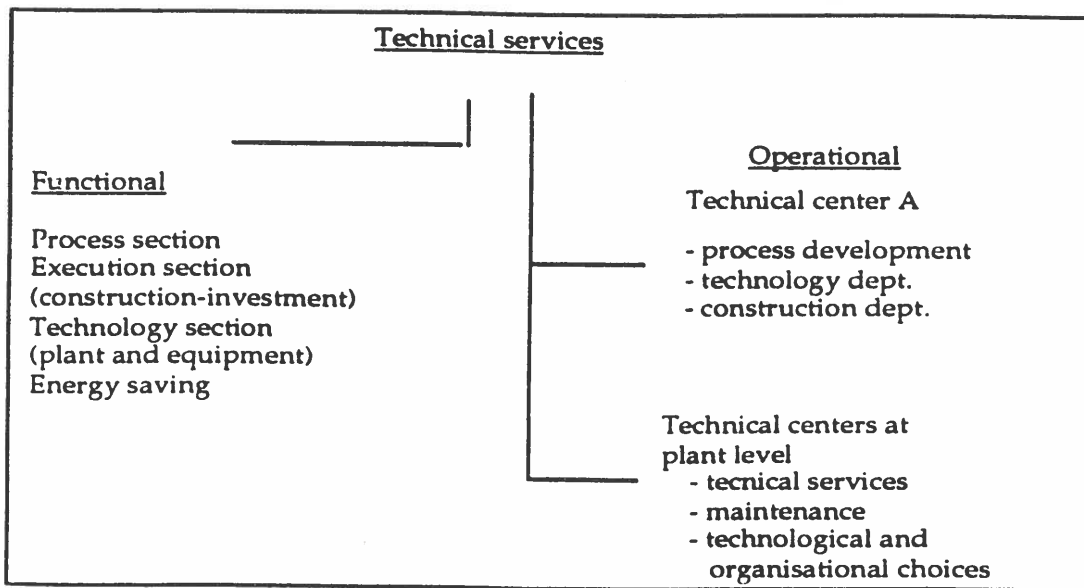 Technical services
Functional
Process section
Execution section
(construction-investment)
Technology section
(plant and equipment)
Energy saving
Operational
Technical center A
- process development
- technology dept.
- construction dept.
Technical centers at
plant level
- tecnical services
- maintenance
- technological and
organisational choices